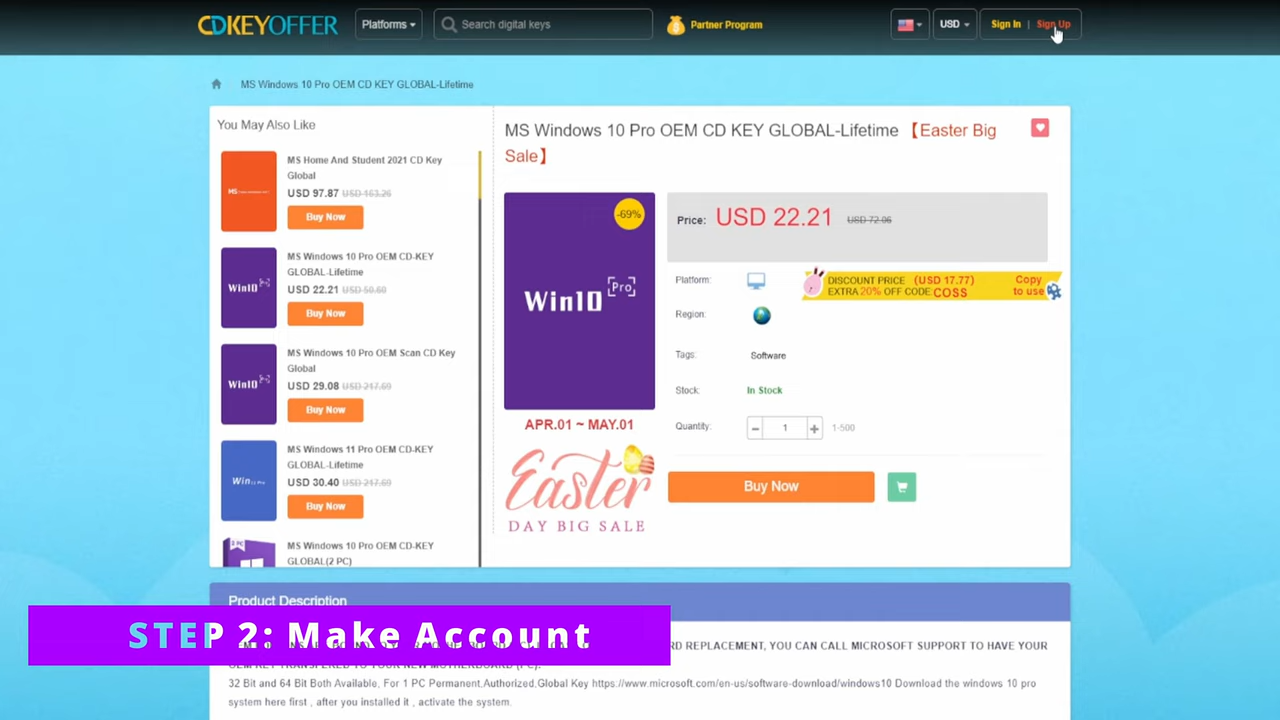 CDKEYOFFER
Platforms
Search digital keys
Partner Program
USD
Sign In | Sign Up
MS Windows 10 Pro OEM CD KEY GLOBAL-Lifetime
You May Also Like
MS Home And Student 2021 CD Key
Global
USD 97.87 USD 163.26
Buy Now
Win10
MS Windows 10 Pro OEM CD-KEY
GLOBAL-Lifetime
USD 22.21 USD 50.60
Buy Now
Win10
MS Windows 10 Pro OEM Scan CD Key
Global
USD 29.08 USD 217.69
Buy Now
Win11 Pro
MS Windows 11 Pro OEM CD-KEY
GLOBAL-Lifetime
USD 30.40 USD 217.69
Buy Now
2 PC
MS Windows 10 Pro OEM CD-KEY
GLOBAL(2 PC)
MS Windows 10 Pro OEM CD KEY GLOBAL-Lifetime 【Easter Big
Sale】
-69%
Win10 [Pro]
APR.01 ~ MAY.01
Easter
DAY BIG SALE
Price: USD 22.21 USD 72.06
Platform:
DISCOUNT PRICE (USD 17.77)
EXTRA 20% OFF CODE:COSS
Copy
to use
Region:
Tags: Software
Stock: In Stock
Quantity: - 1 + 1-500
Buy Now
Product Description
STEP 2: Make Account
RD REPLACEMENT, YOU CAN CALL MICROSOFT SUPPORT TO HAVE YOUR
32 Bit and 64 Bit Both Available, For 1 PC Permanent,Authorized,Global Key https://www.microsoft.com/en-us/software-download/windows10 Download the windows 10 pro
system here first , after you installed it , activate the system.